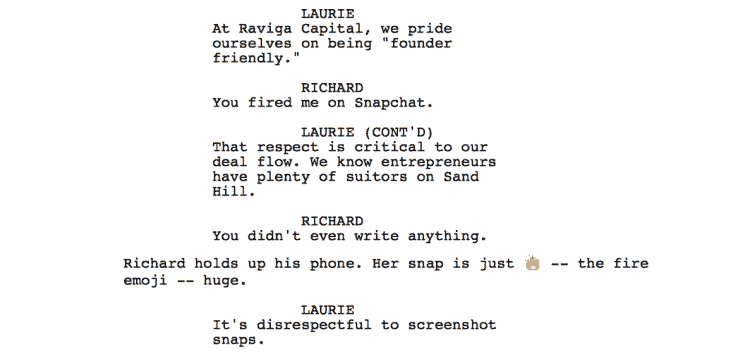 LAURIE
At Raviga Capital, we pride
ourselves on being "founder
friendly."
RICHARD
You fired me on Snapchat.
LAURIE (CONT'D)
That respect is critical to our
deal flow. We know entrepreneurs
have plenty of suitors on Sand
Hill.
RICHARD
You didn't even write anything.
Richard holds up his phone. Her snap is just -- the fire
emoji -- huge.
LAURIE
It's disrespectful to screenshot
snaps.